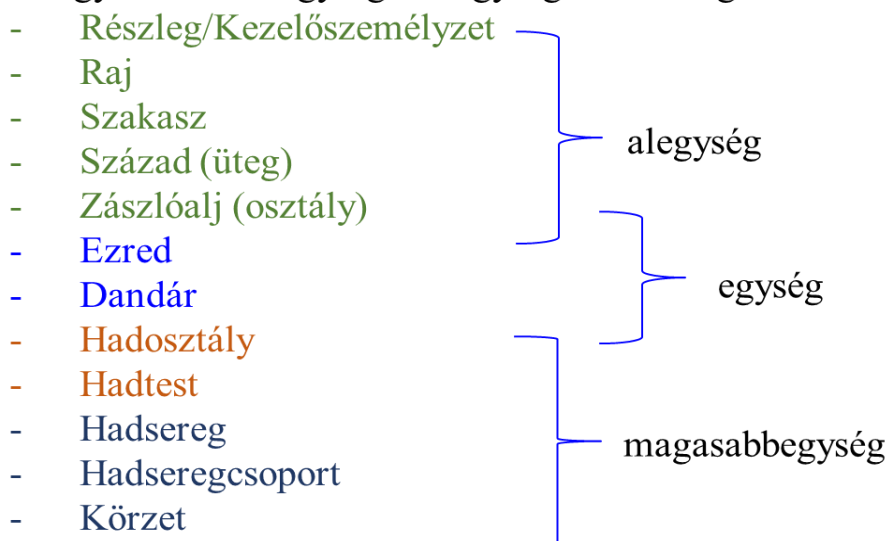 - Részleg/Kezelőszemélyzet
- Raj
- Szakasz
- Század (üteg)
- Zászlóalj (osztály)
- Ezred
- Dandár
- Hadosztály
- Hadtest
- Hadsereg
- Hadseregcsoport
- Körzet
alegység
egység
magasabbegység